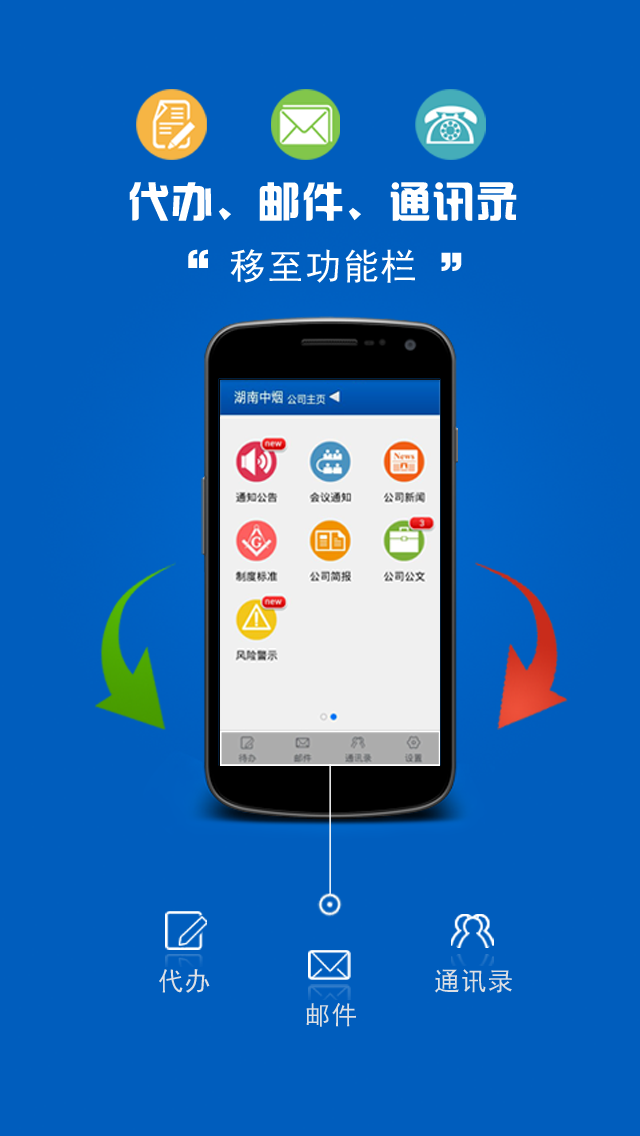 代办、邮件、通讯录
“ 移至功能栏 ”
湖南中烟 公司主页
new
News
通知公告 会议通知 公司新闻
G
3
制度标准 公司简报 公司公文
new
风险警示
待办 邮件 通讯录 设置
代办 通讯录
邮件